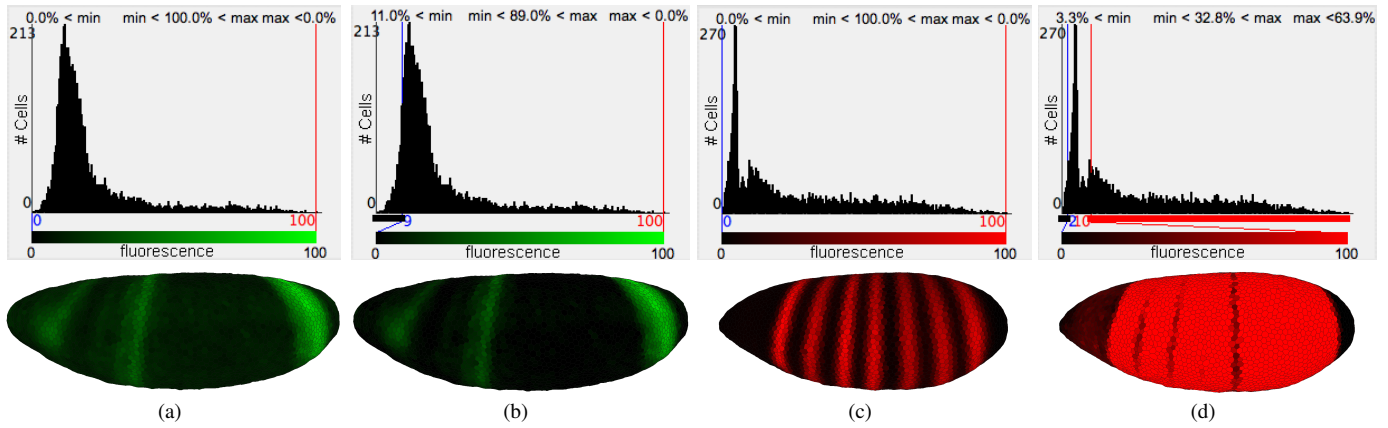 0.0% < min min < 100.0% < max max <0.0%
213
# Cells
0
0 100
fluorescence
0 100
(a)
11.0% < min min < 89.0% < max max < 0.0%
213
# Cells
0
9 100
fluorescence
0 100
(b)
0.0% < min min < 100.0% < max max < 0.0%
270
# Cells
0
0 100
fluorescence
0 100
(c)
3.3% < min min < 32.8% < max max <63.9%
270
# Cells
0
2 10
fluorescence
0 100
(d)